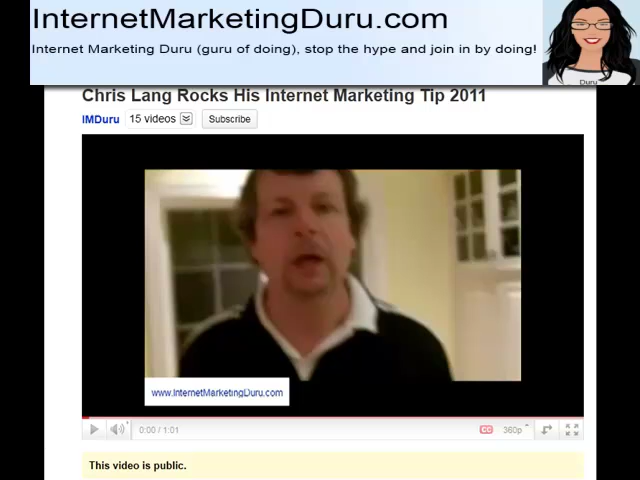 InternetMarketingDuru.com
Internet Marketing Duru (guru of doing), stop the hype and join in by doing!
Duru
Chris Lang Rocks His Internet Marketing Tip 2011
IMDuru 15 videos Subscribe
www.InternetMarketingDuru.com
0:00 / 1:01 CC 360p
This video is public.